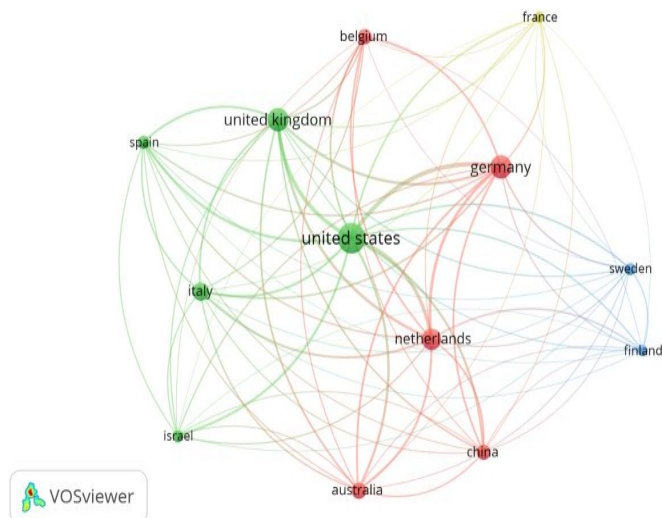 france
belgium
united kingdom
spain
germany
united states
sweden
italy
netherlands
finland
israel
china
australia
VOSviewer